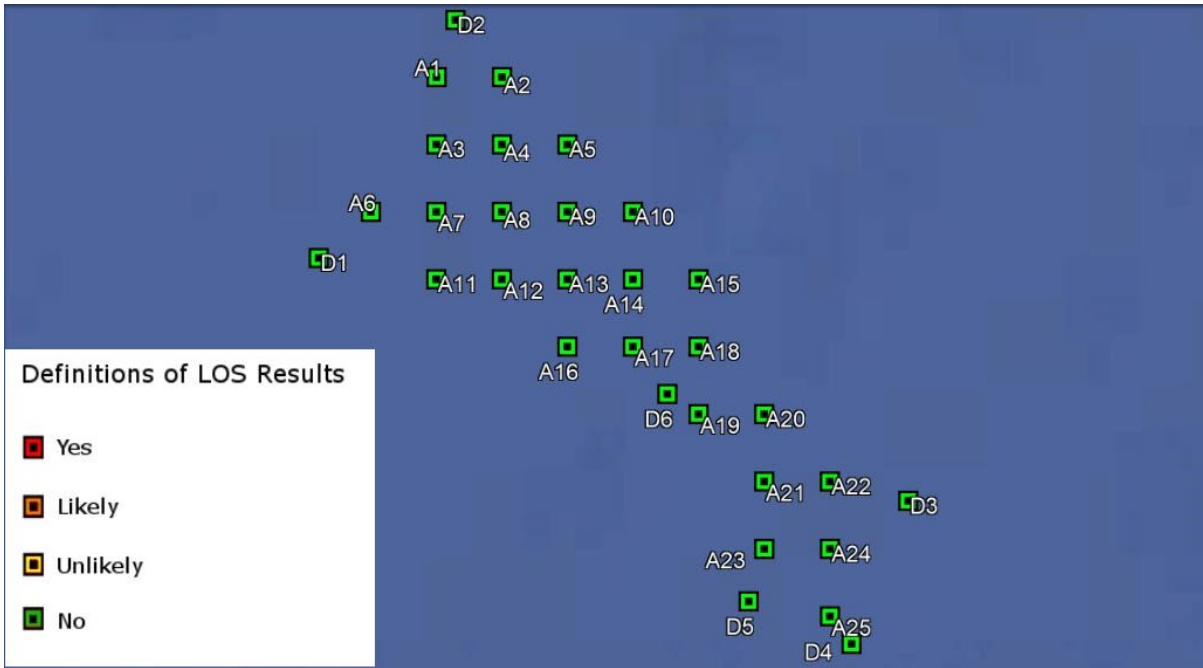 D2
A1
A2
A3
A4
A5
A6
A7
A8
A9
A10
D1
A11
A12
A13
A14
A15
A16
A17
A18
D6
A19
A20
A21
A22
D3
A23
A24
D5
A25
D4
Definitions of LOS Results
Yes
Likely
Unlikely
No